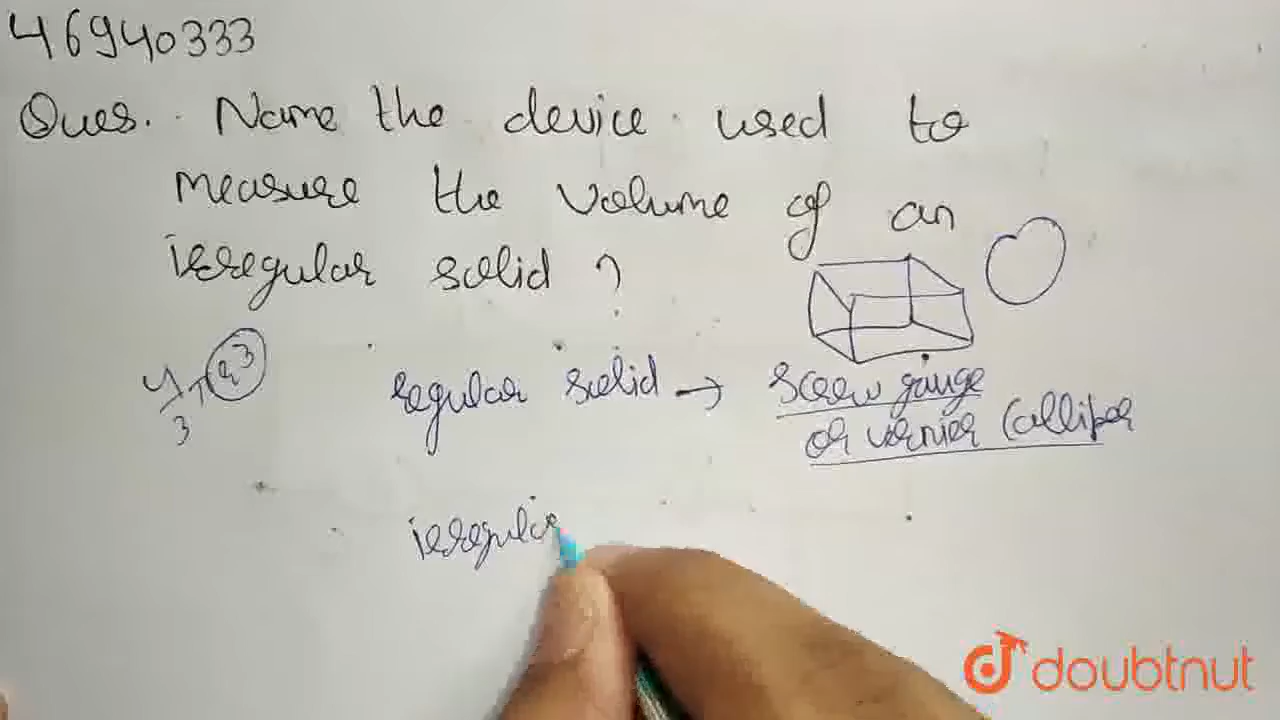 46940333
Ques. Name the device used to
measure the volume of an
irregular solid ?
4/3 π r³
regular solid → screw gauge
or vernier Calliper
irregular
doubtnut